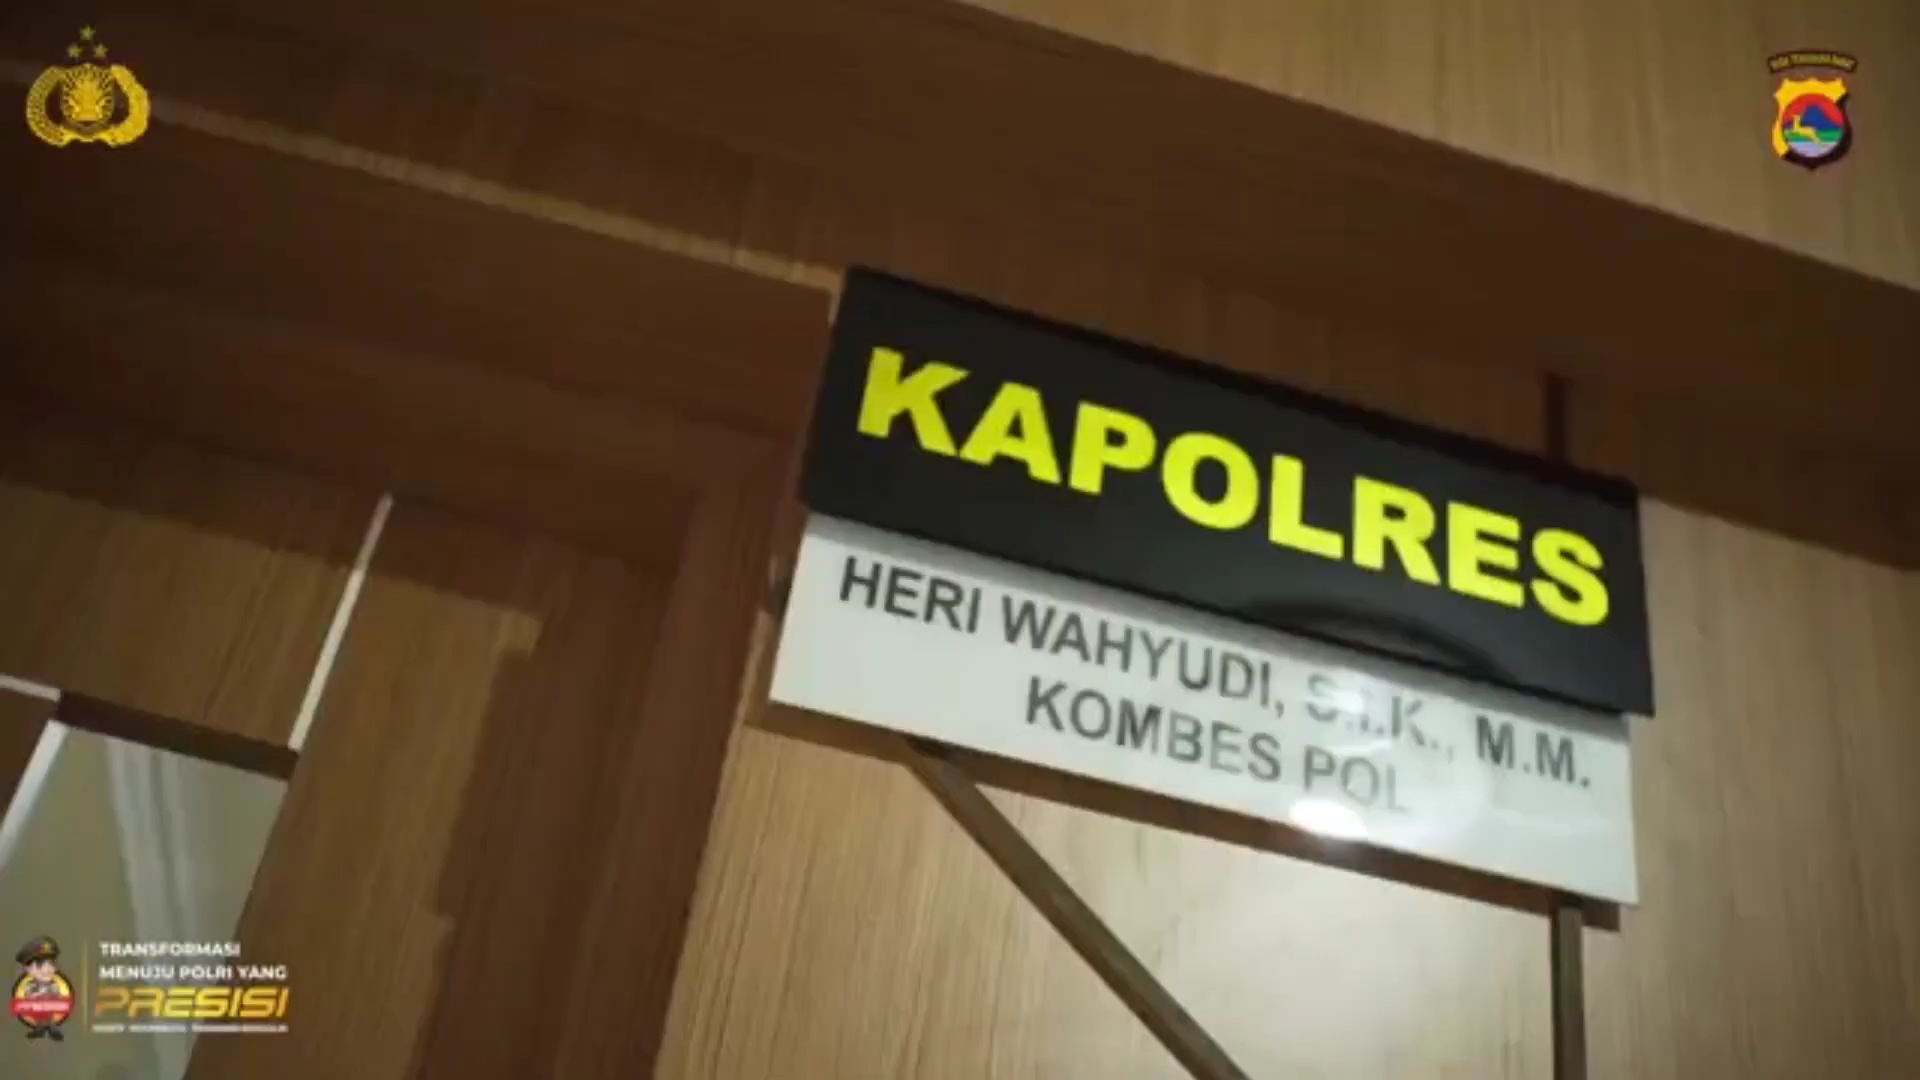 KAPOLRES
HERI WAHYUDI, S.I.K., M.M.
KOMBES POL
TRANSFORMASI
MENUJU POLRI YANG
PRESISI